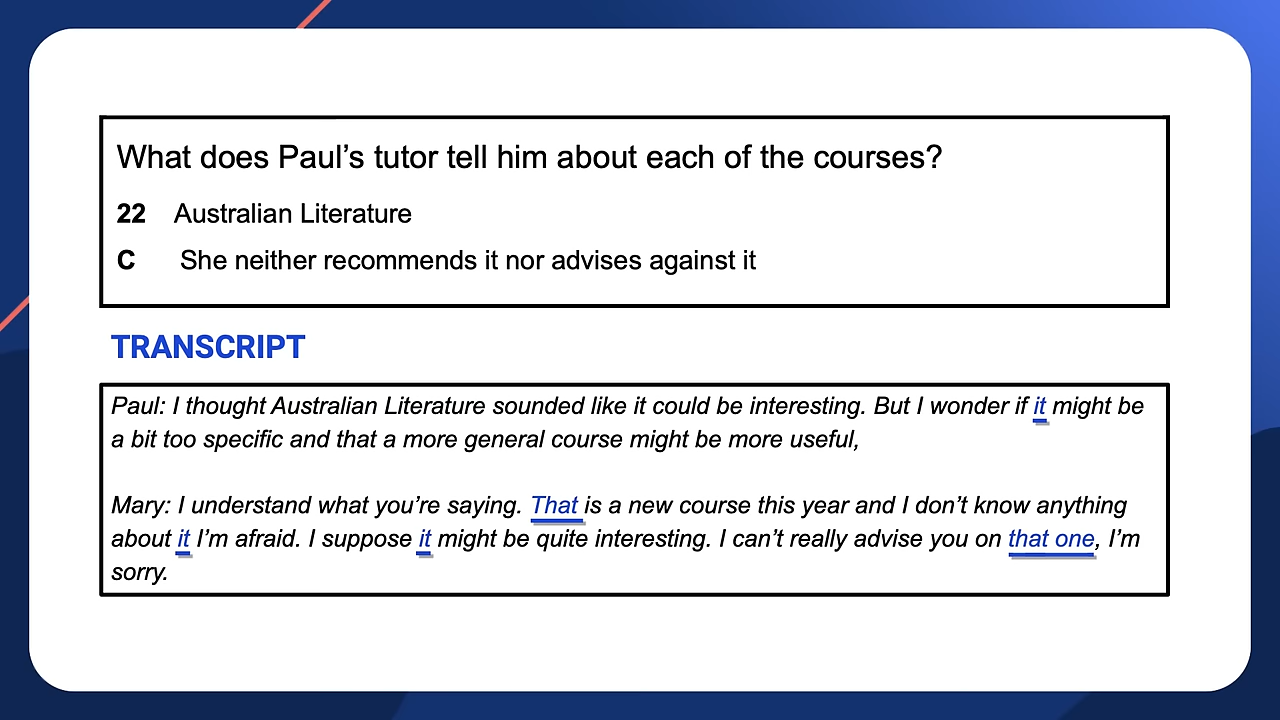 What does Paul’s tutor tell him about each of the courses?
22 Australian Literature
C She neither recommends it nor advises against it
TRANSCRIPT
Paul: I thought Australian Literature sounded like it could be interesting. But I wonder if it might be
a bit too specific and that a more general course might be more useful,
Mary: I understand what you’re saying. That is a new course this year and I don’t know anything
about it I’m afraid. I suppose it might be quite interesting. I can’t really advise you on that one, I’m
sorry.